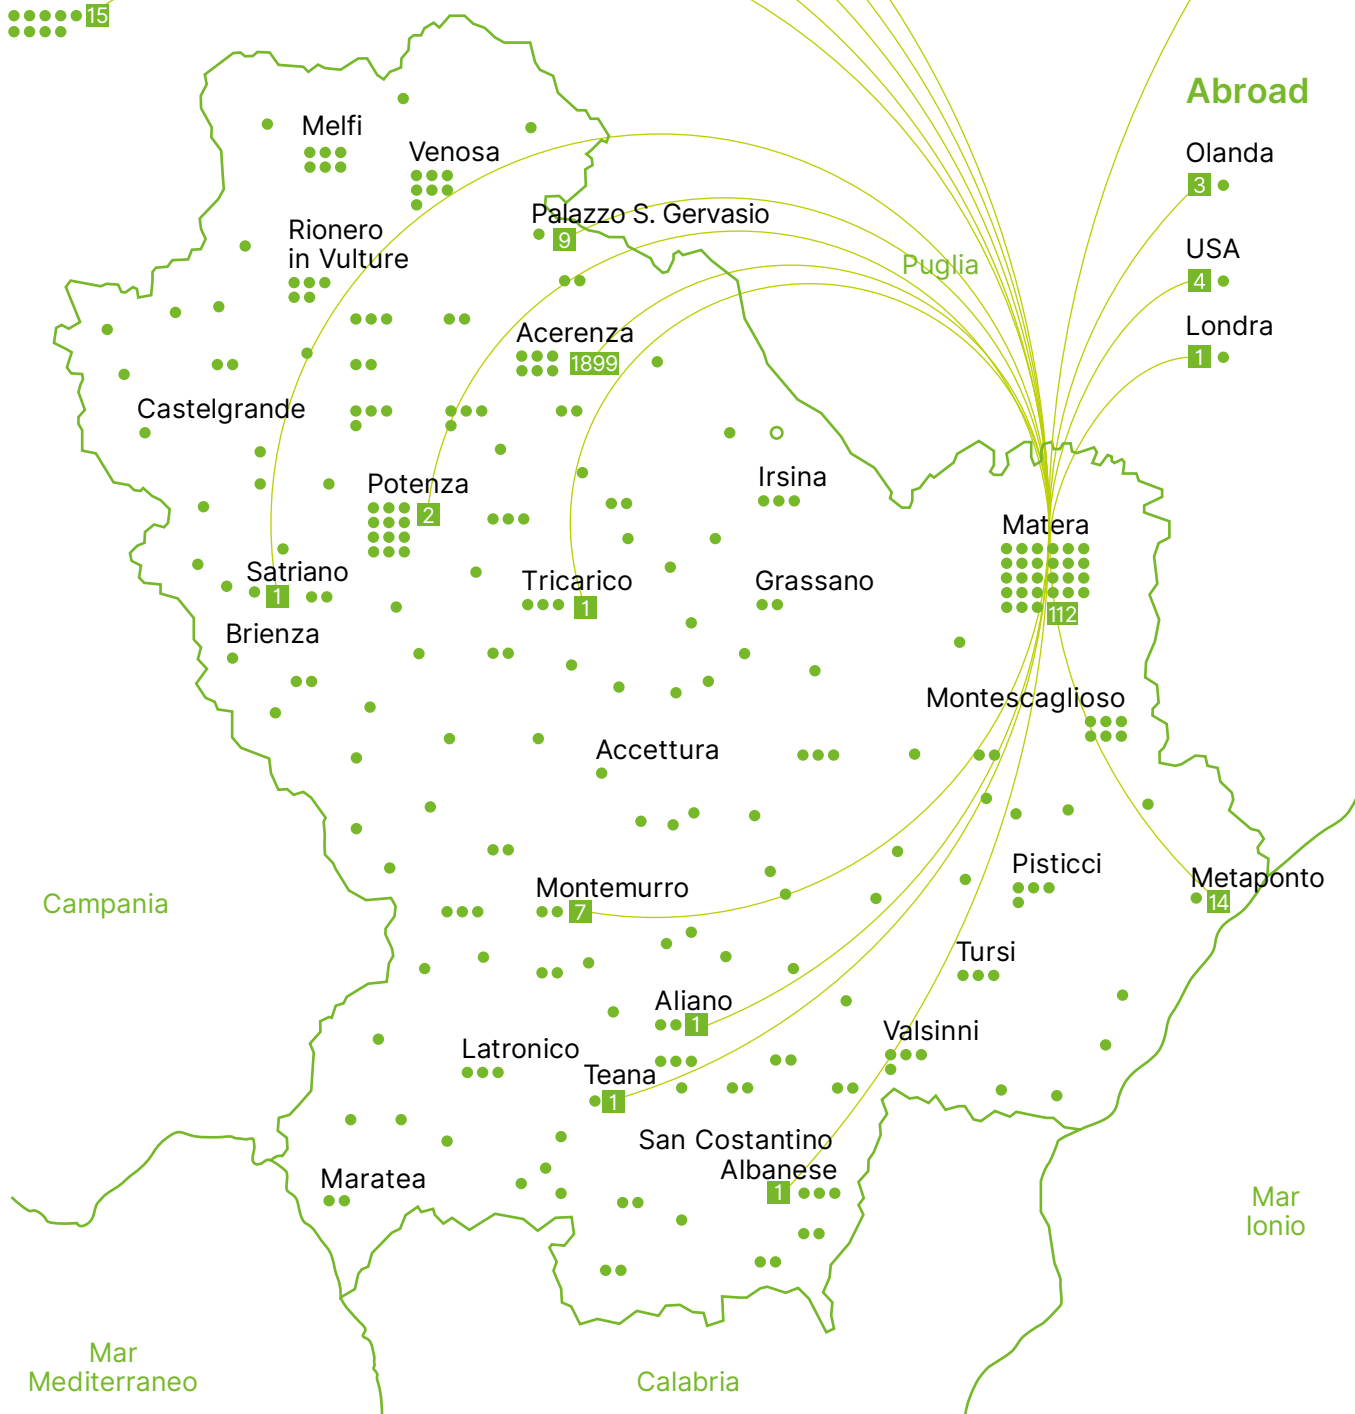 15
Abroad
Melfi
Venosa
Olanda
3
Palazzo S. Gervasio
9
Rionero
in Vulture
USA
4
Puglia
Londra
1
Acerenza
1899
Castelgrande
Potenza
2
Irsina
Matera
112
Satriano
1
Tricarico
1
Grassano
Brienza
Montescaglioso
Accettura
Pisticci
Montemurro
7
Metaponto
14
Campania
Tursi
Aliano
1
Valsinni
Latronico
Teana
1
San Costantino
Albanese
1
Maratea
Mar
Ionio
Mar
Mediterraneo
Calabria